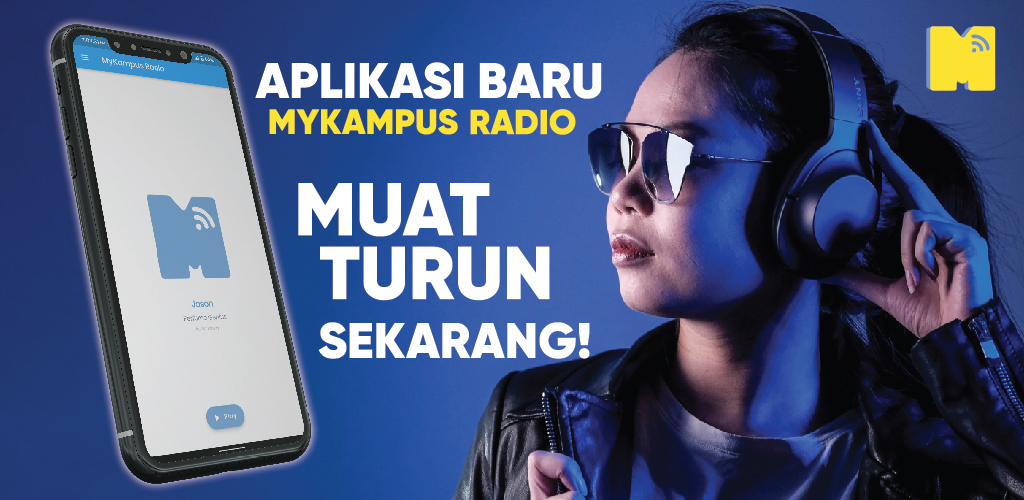 MyKampus Radio
APLIKASI BARU
MYKAMPUS RADIO
MUAT
TURUN
SEKARANG!
Jason
Play